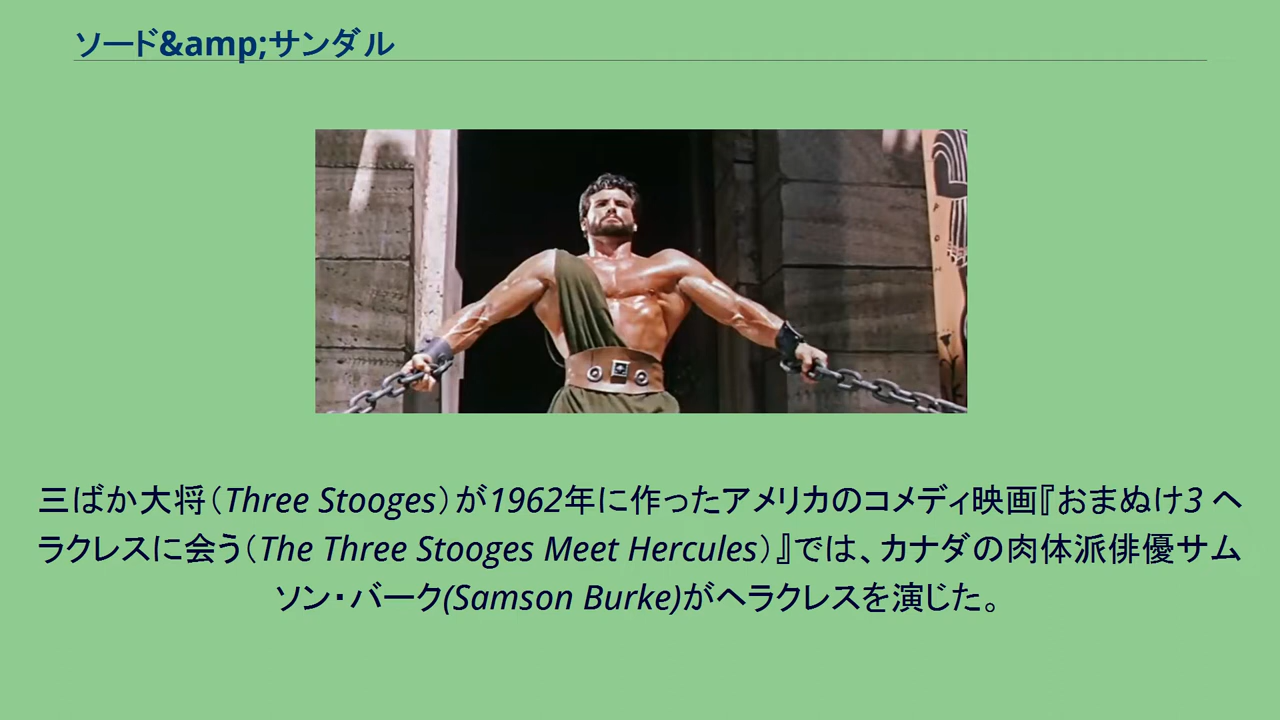 ソード&amp;サンダル
三ばか大将（Three Stooges）が1962年に作ったアメリカのコメディ映画『おまぬけ3 ヘ
ラクレスに会う（The Three Stooges Meet Hercules）』では、カナダの肉体派俳優サム
ソン・バーク(Samson Burke)がヘラクレスを演じた。